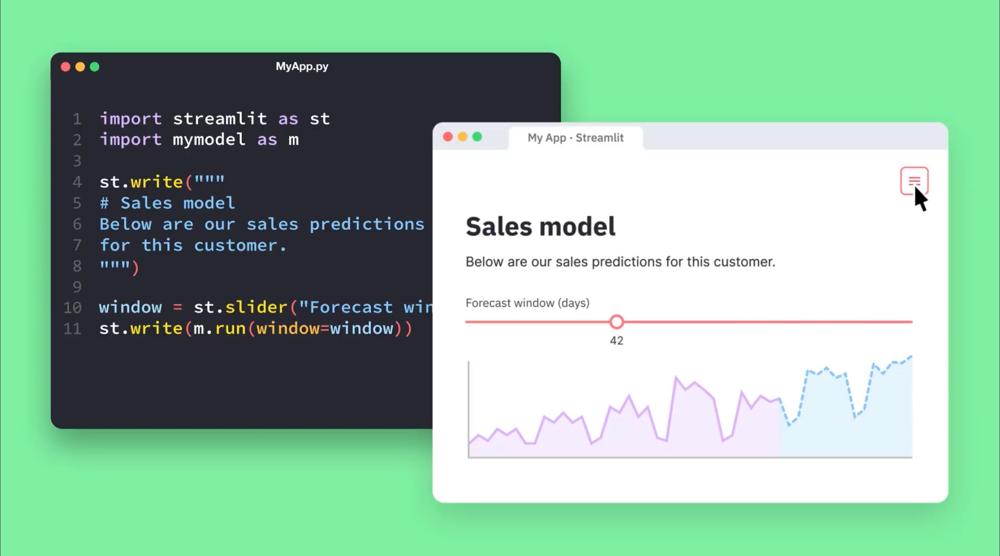 MyApp.py
1 import streamlit as st
2 import mymodel as m
3
4 st.write("""
5 # Sales model
6 Below are our sales predictions
7 for this customer.
8 """)
9
10 window = st.slider("Forecast win
11 st.write(m.run(window=window))
My App · Streamlit
Sales model
Below are our sales predictions for this customer.
Forecast window (days)
42